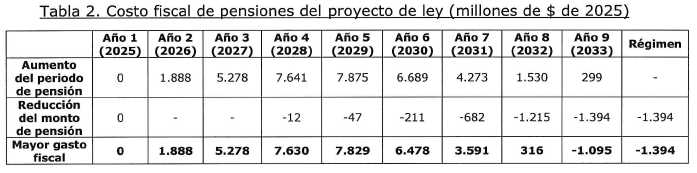 Tabla 2. Costo fiscal de pensiones del proyecto de ley (millones de $ de 2025)
Año 1 (2025) Año 2 (2026) Año 3 (2027) Año 4 (2028) Año 5 (2029) Año 6 (2030) Año 7 (2031) Año 8 (2032) Año 9 (2033) Régimen
Aumento del periodo de pensión 0 1.888 5.278 7.641 7.875 6.689 4.273 1.530 299 -
Reducción del monto de pensión 0 - - -12 -47 -211 -682 -1.215 -1.394 -1.394
Mayor gasto fiscal 0 1.888 5.278 7.630 7.829 6.478 3.591 316 -1.095 -1.394